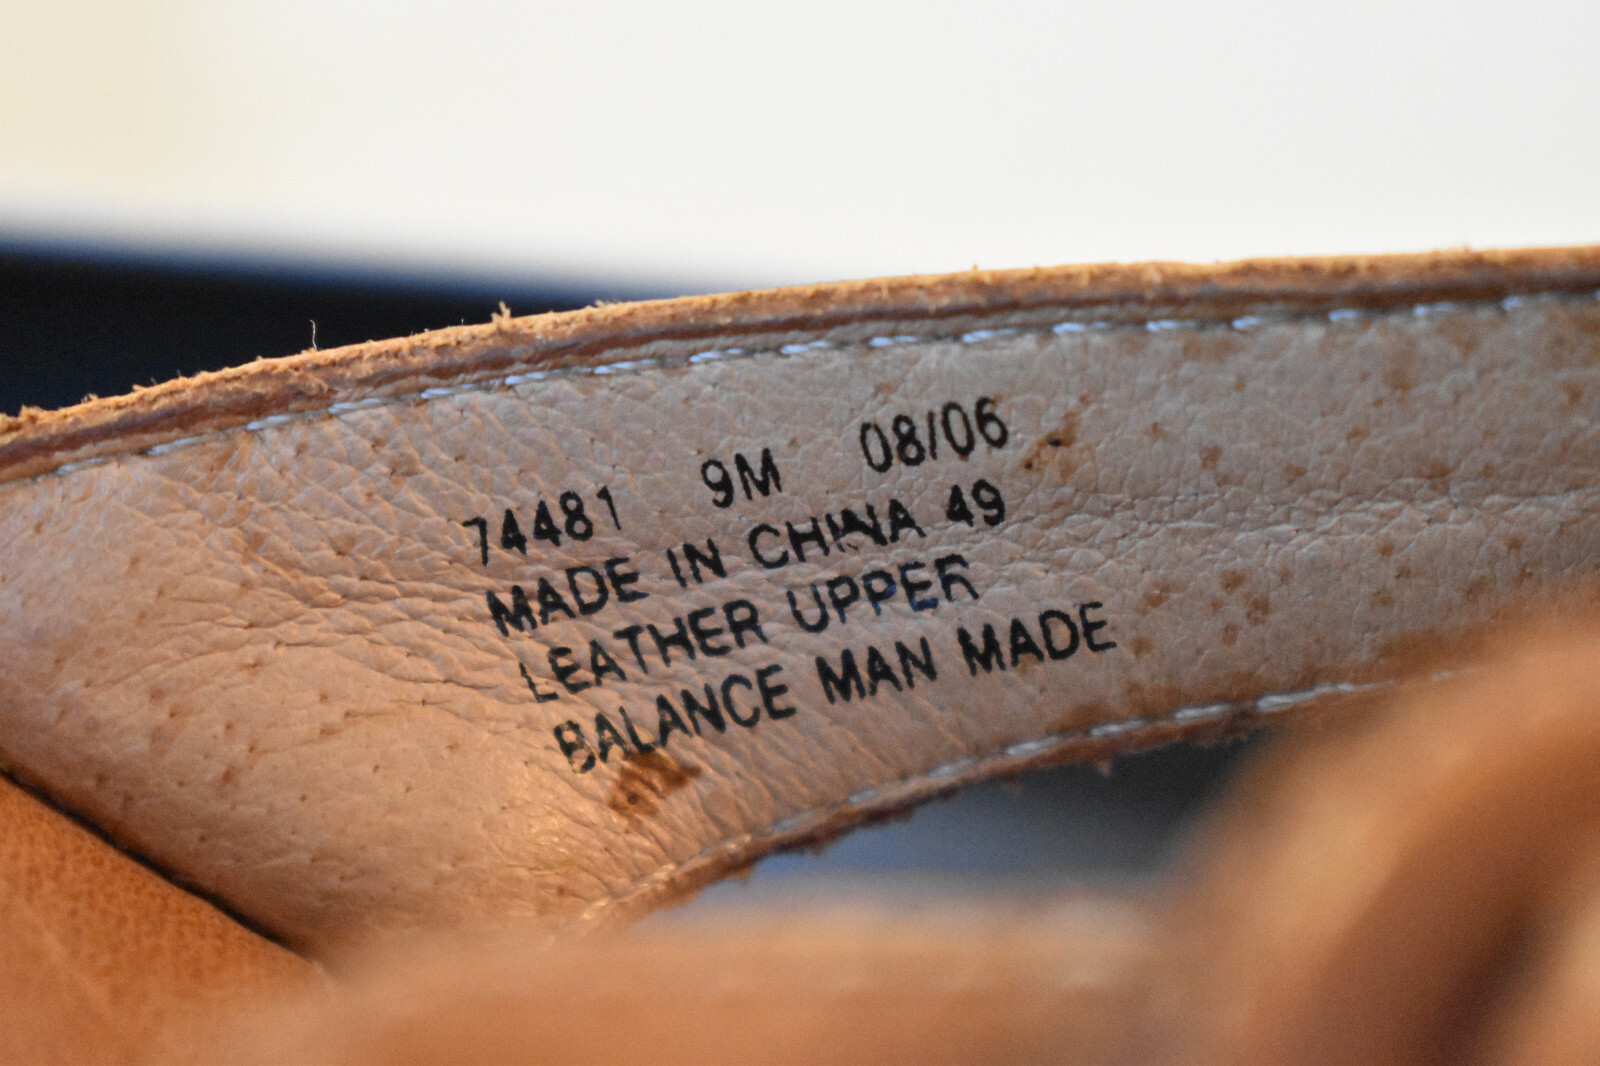 74481 9M 08/06
MADE IN CHINA 49
LEATHER UPPER
BALANCE MAN MADE